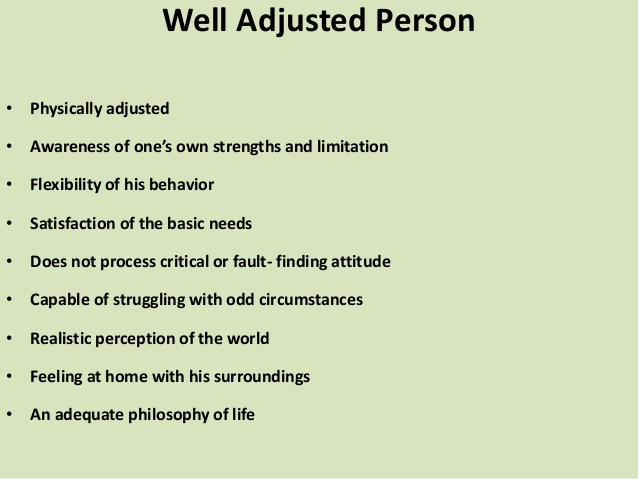 Well Adjusted Person
• Physically adjusted
• Awareness of one’s own strengths and limitation
• Flexibility of his behavior
• Satisfaction of the basic needs
• Does not process critical or fault- finding attitude
• Capable of struggling with odd circumstances
• Realistic perception of the world
• Feeling at home with his surroundings
• An adequate philosophy of life